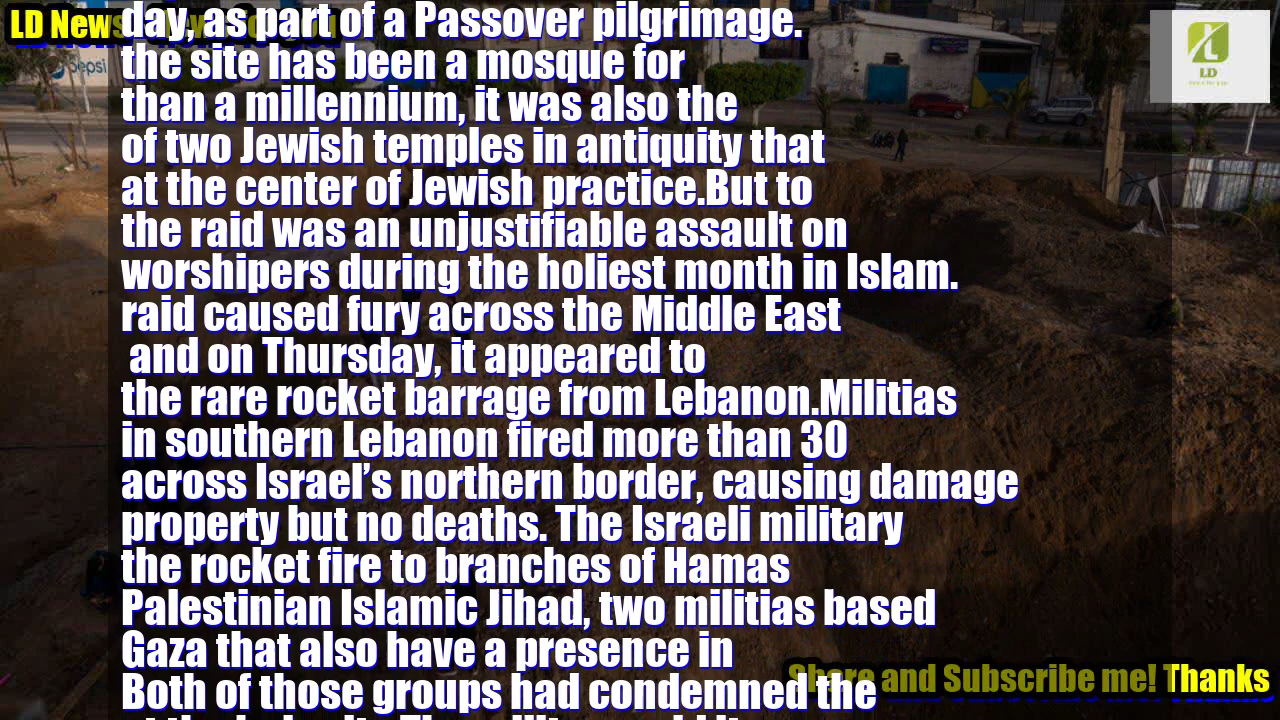 LD News
day, as part of a Passover pilgrimage.
the site has been a mosque for
than a millennium, it was also the
of two Jewish temples in antiquity that
at the center of Jewish practice.But to
the raid was an unjustifiable assault on
worshipers during the holiest month in Islam.
raid caused fury across the Middle East
and on Thursday, it appeared to
the rare rocket barrage from Lebanon.Militias
in southern Lebanon fired more than 30
across Israel’s northern border, causing damage
property but no deaths. The Israeli military
the rocket fire to branches of Hamas
Palestinian Islamic Jihad, two militias based
Gaza that also have a presence in
Both of those groups had condemned the
Share and Subscribe me! Thanks
LD
pepsi